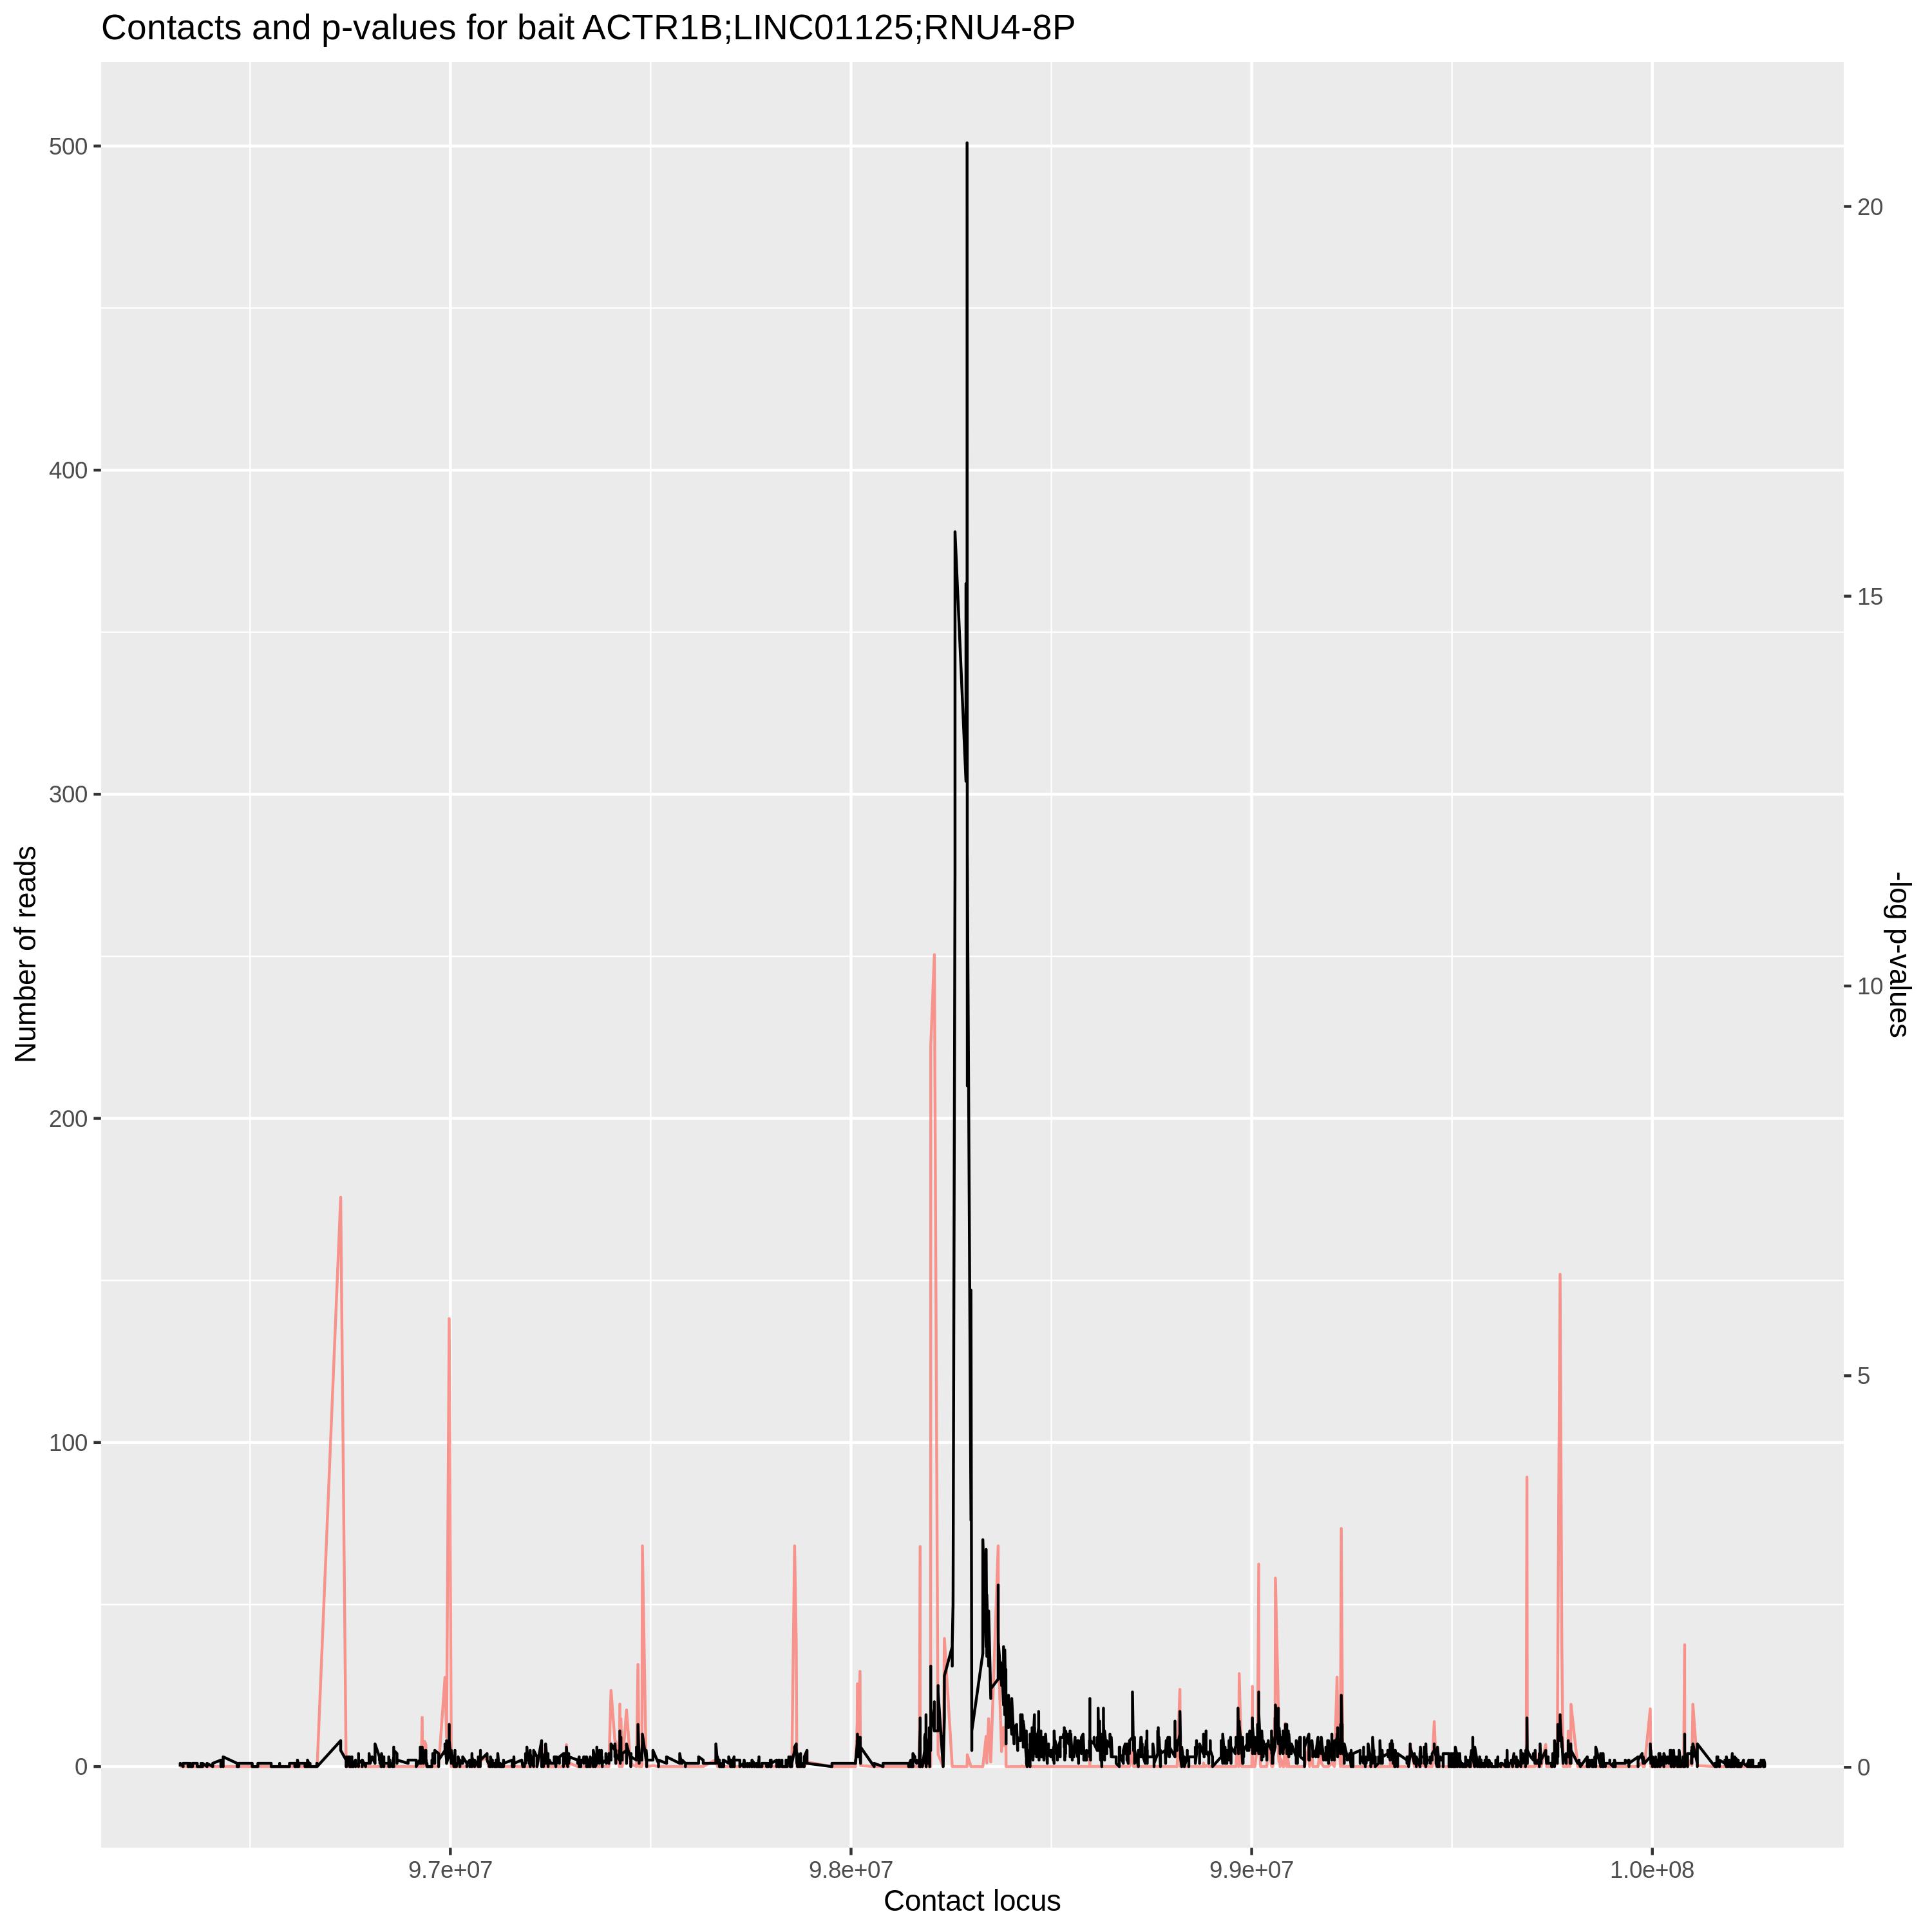 Contacts and p-values for bait ACTR1B;LINC01125;RNU4-8P
Number of reads
500
400
300
200
100
0
20
15
10
5
0
-log p-values
9.7e+07
9.8e+07
9.9e+07
1.0e+08
Contact locus